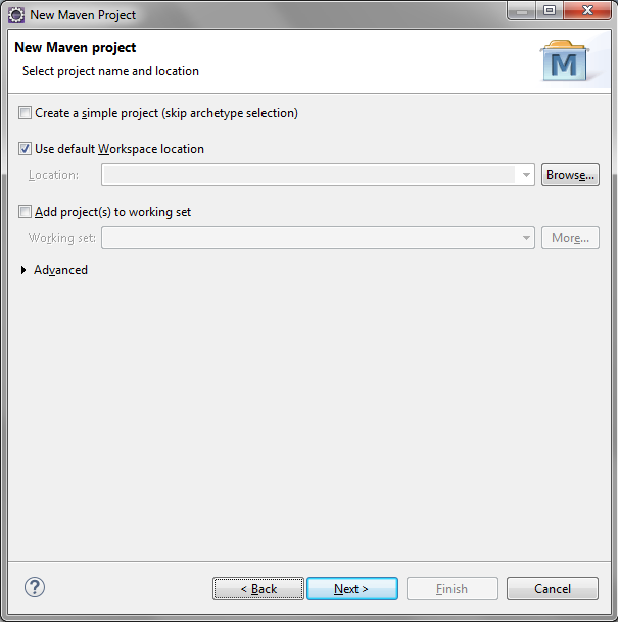 New Maven Project
New Maven project
Select project name and location
M
Create a simple project (skip archetype selection)
Use default Workspace location
Location:
Browse...
Add project(s) to working set
Working set:
More...
Advanced
?
< Back
Next >
Finish
Cancel